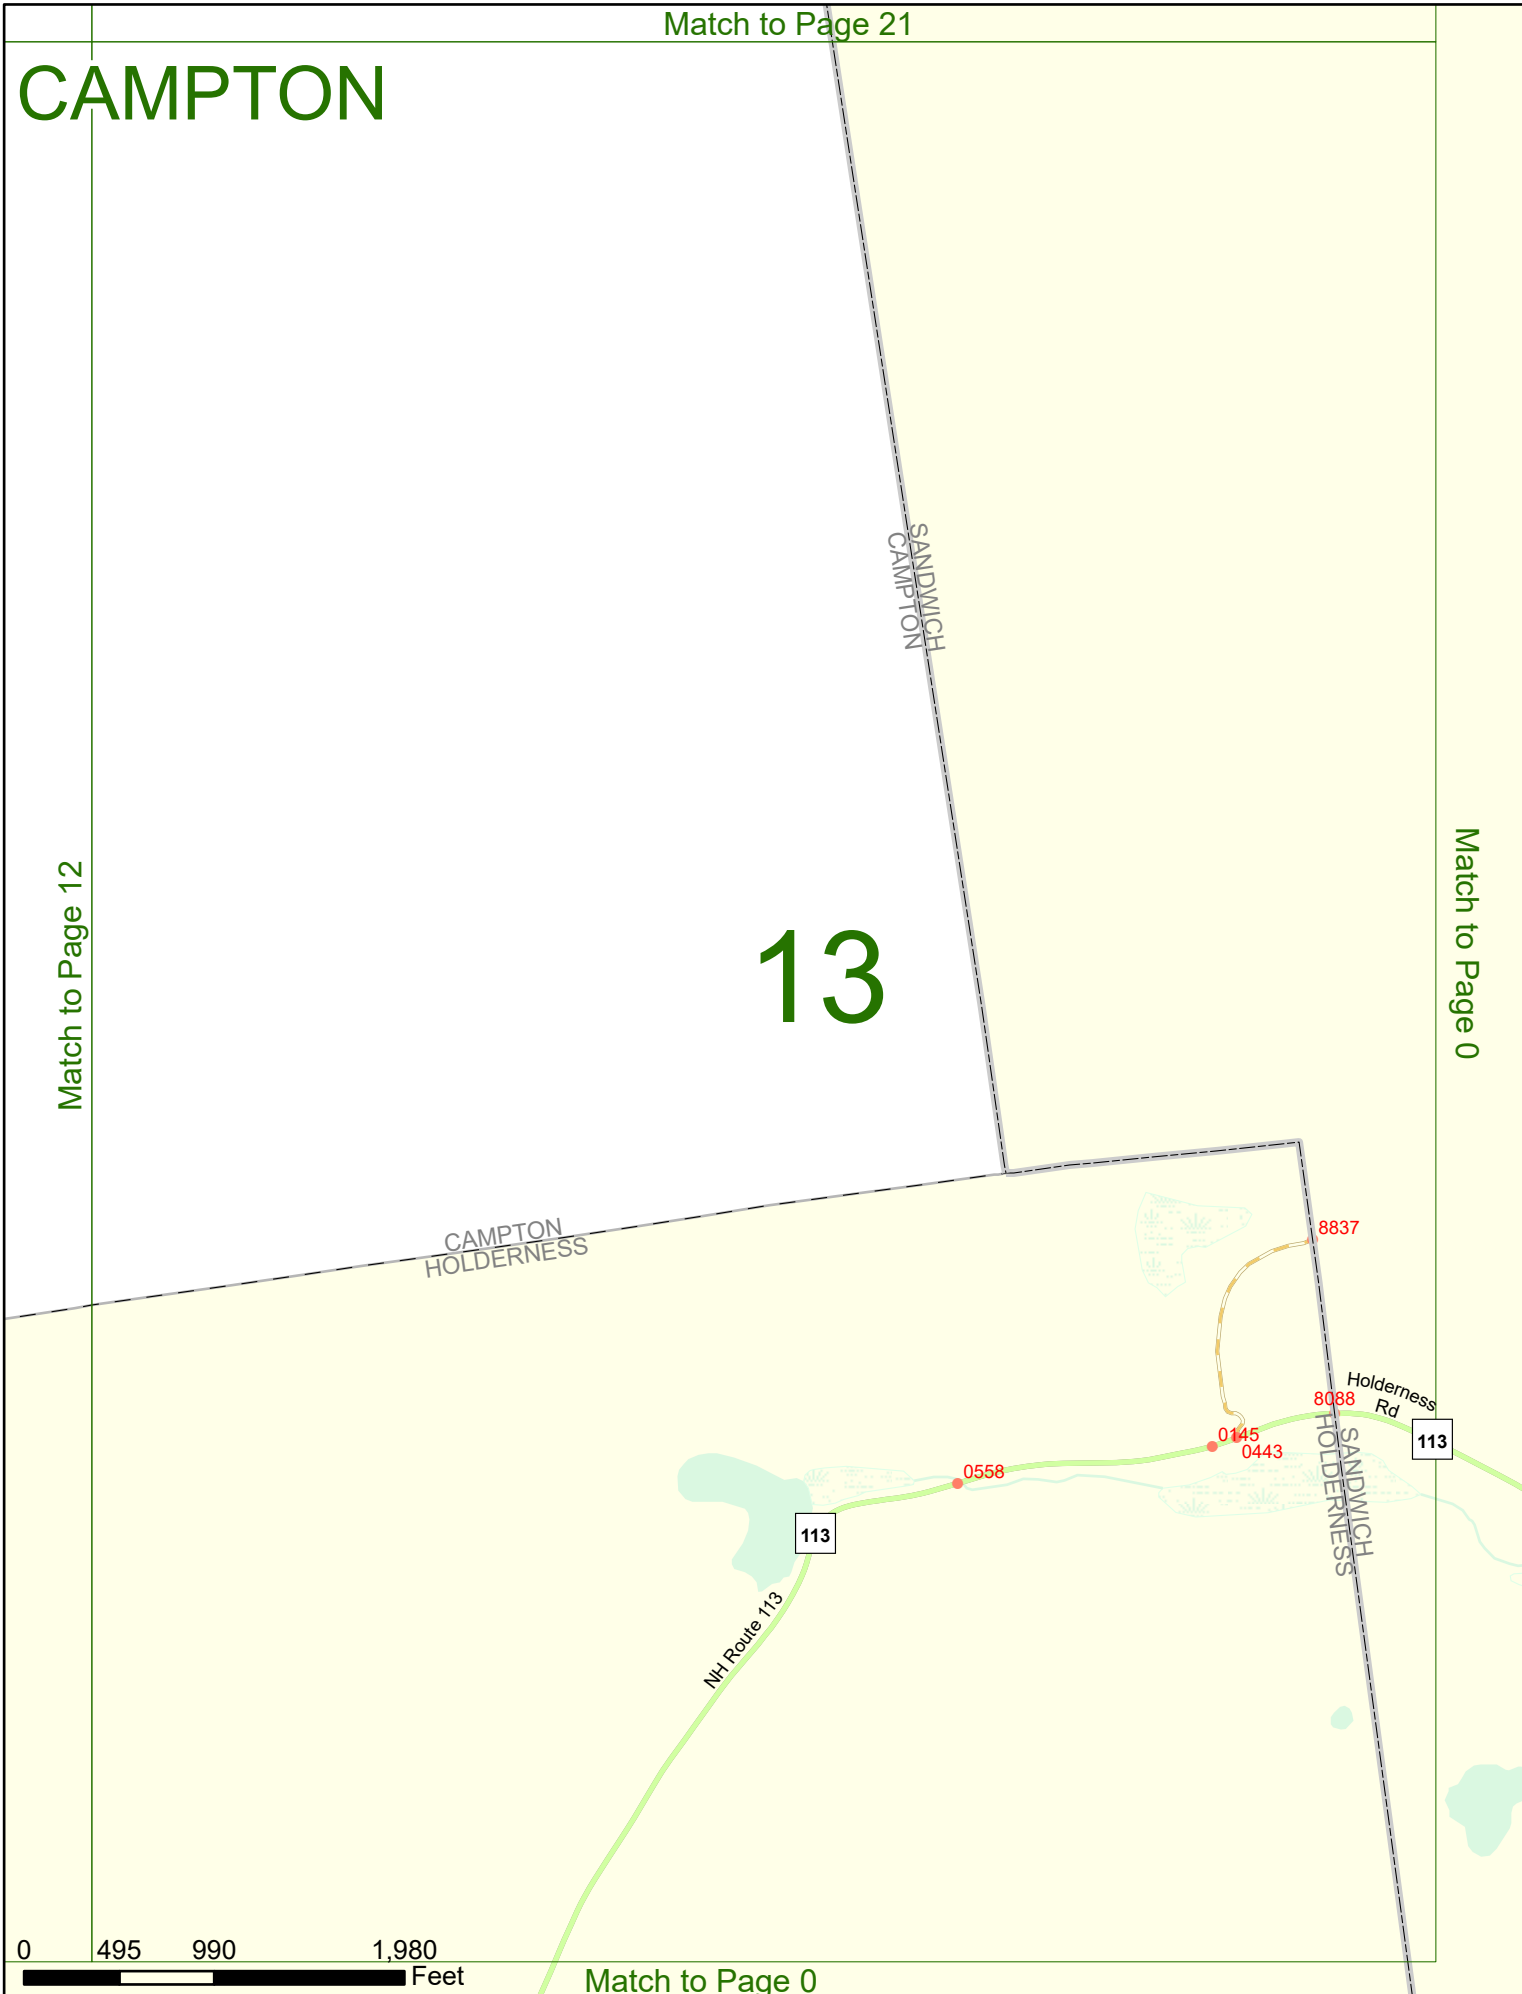 Match to Page 21
CAMPTON
SANDWICH
CAMPTON
Match to Page 12
Match to Page 0
13
CAMPTON
HOLDERNESS
8837
Holderness
Rd
8088
113
0145
0443
SANDWICH
HOLDERNESS
0558
113
NH Route 113
0 495 990 1,980
Feet
Match to Page 0